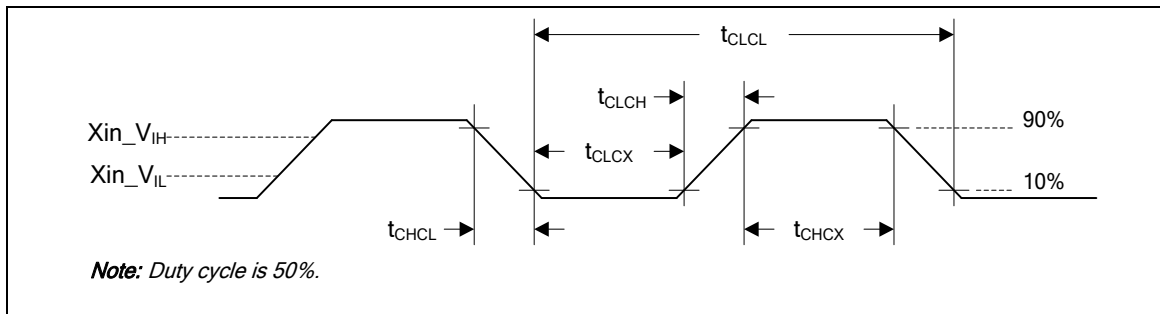 tCLCL
tCLCH
Xin_VIH
90%
tCLCX
Xin_VIL
10%
tCHCL
tCHCX
Note: Duty cycle is 50%.